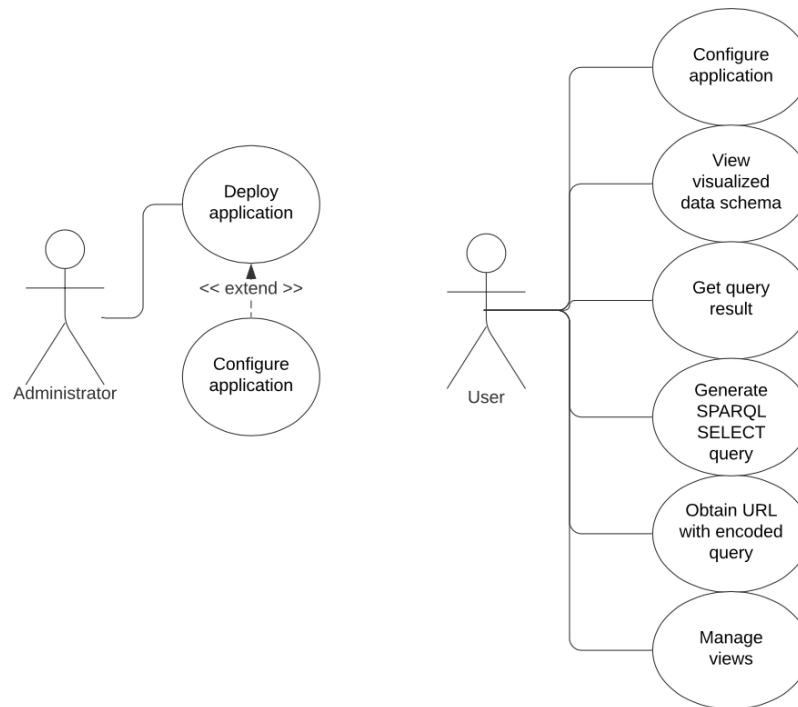 Deploy
application
<< extend >>
Configure
application
Administrator
Configure
application
View
visualized
data schema
Get query
result
User
Generate
SPARQL
SELECT
query
Obtain URL
with encoded
query
Manage
views